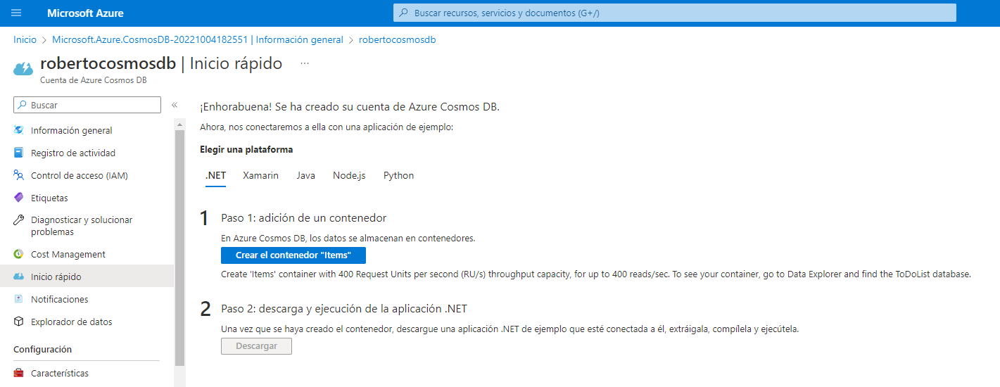 Microsoft Azure
Buscar recursos, servicios y documentos (G+/)
Inicio > Microsoft.Azure.CosmosDB-20221004182551 | Información general > robertocosmosdb
robertocosmosdb | Inicio rápido ...
Cuenta de Azure Cosmos DB
Buscar
Información general
Registro de actividad
Control de acceso (IAM)
Etiquetas
Diagnosticar y solucionar
problemas
Cost Management
Inicio rápido
Notificaciones
Explorador de datos
Configuración
Características
¡Enhorabuena! Se ha creado su cuenta de Azure Cosmos DB.
Ahora, nos conectaremos a ella con una aplicación de ejemplo:
Elegir una plataforma
.NET Xamarin Java Node.js Python
1 Paso 1: adición de un contenedor
En Azure Cosmos DB, los datos se almacenan en contenedores.
Crear el contenedor "Items"
Create 'Items' container with 400 Request Units per second (RU/s) throughput capacity, for up to 400 reads/sec. To see your container, go to Data Explorer and find the ToDoList database.
2 Paso 2: descarga y ejecución de la aplicación .NET
Una vez que se haya creado el contenedor, descargue una aplicación .NET de ejemplo que esté conectada a él, extráigala, compílela y ejecútela.
Descargar